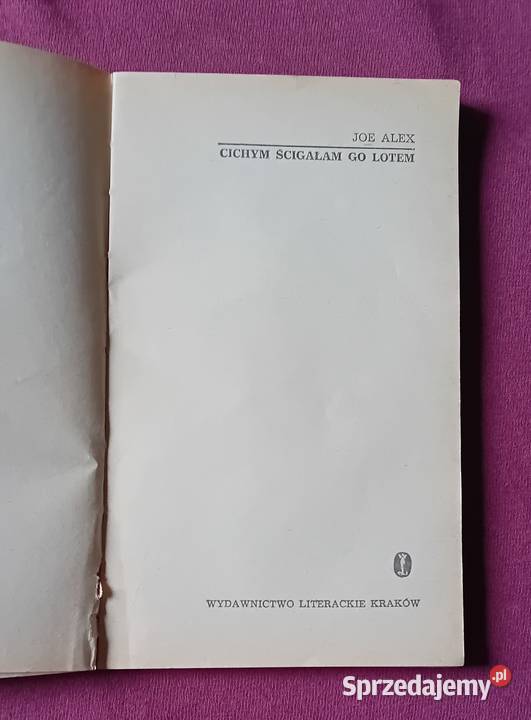 JOE ALEX
CICHYM ŚCIGAŁAM GO LOTEM
WYDAWNICTWO LITERACKIE KRAKÓW
Sprzedajemy.pl